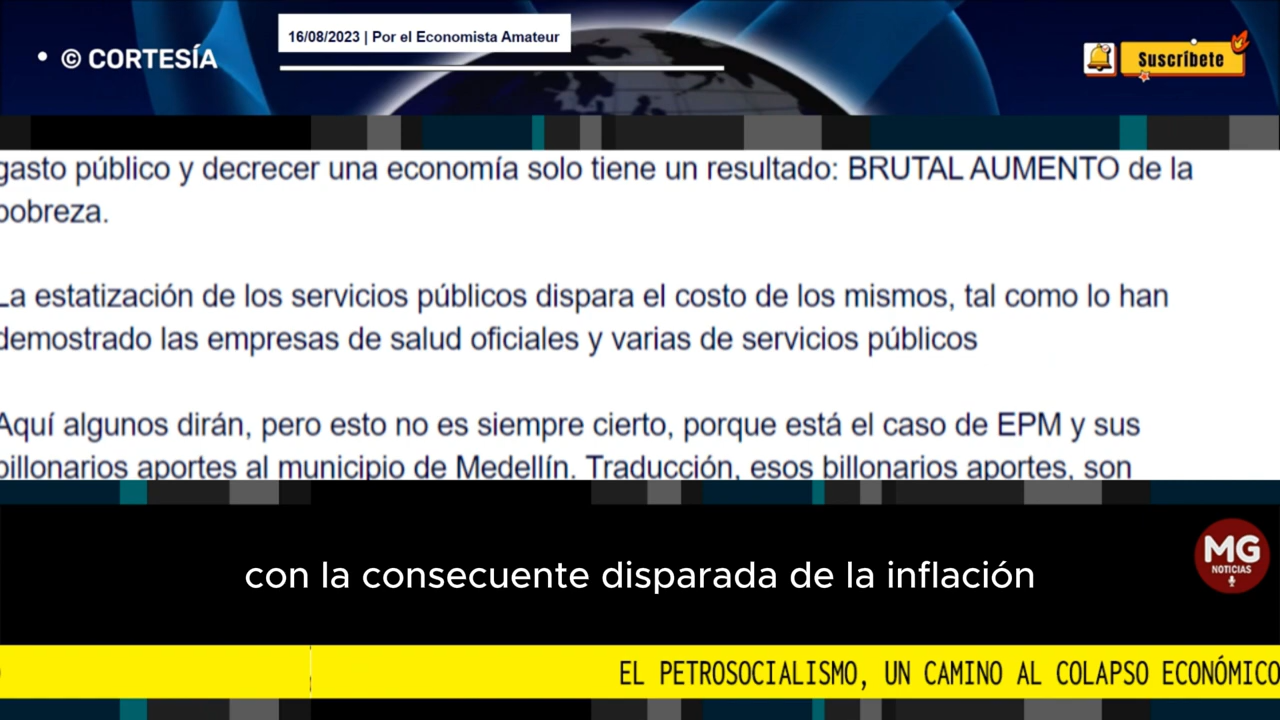 16/08/2023 | Por el Economista Amateur
• © CORTESÍA
Suscríbete
gasto público y decrecer una economía solo tiene un resultado: BRUTAL AUMENTO de la
pobreza.
La estatización de los servicios públicos dispara el costo de los mismos, tal como lo han
demostrado las empresas de salud oficiales y varias de servicios públicos
Aquí algunos dirán, pero esto no es siempre cierto, porque está el caso de EPM y sus
billonarios aportes al municipio de Medellín. Traducción, esos billonarios aportes, son
MG
NOTICIAS
con la consecuente disparada de la inflación
EL PETROSOCIALISMO, UN CAMINO AL COLAPSO ECONÓMICO